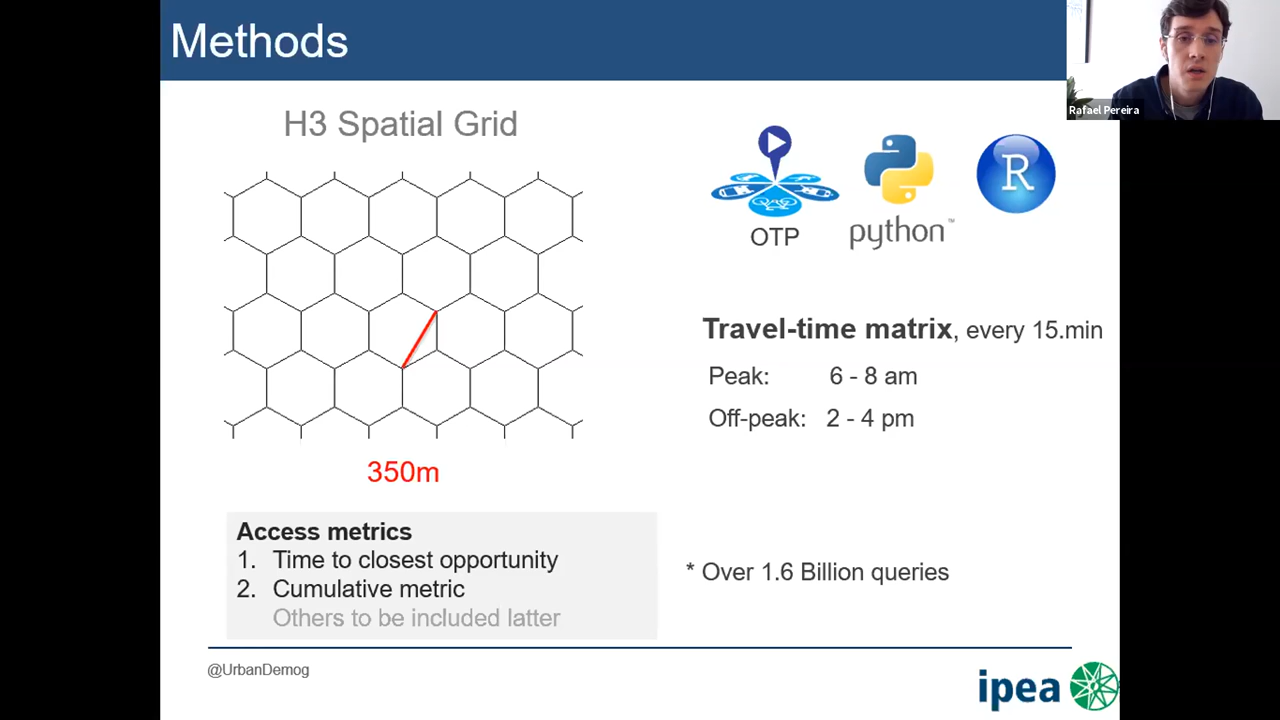 Methods
Rafael Pereira
H3 Spatial Grid
350m
OTP
python™
R
Travel-time matrix, every 15.min
Peak: 6 - 8 am
Off-peak: 2 - 4 pm
Access metrics
1. Time to closest opportunity
2. Cumulative metric
Others to be included latter
* Over 1.6 Billion queries
@UrbanDemog
ipea